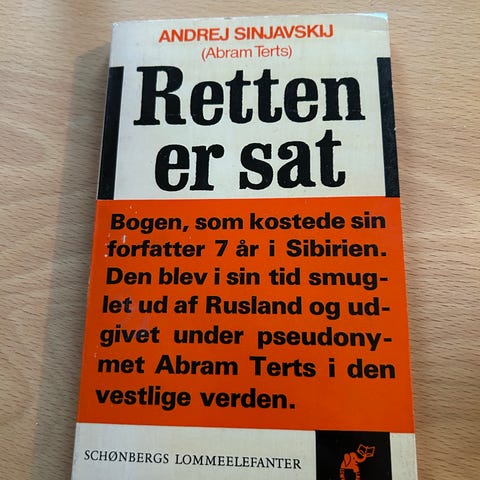 ANDREJ SINJAVSKIJ
(Abram Terts)
Retten
er sat
Bogen, som kostede sin
forfatter 7 år i Sibirien.
Den blev i sin tid smug-
let ud af Rusland og ud-
givet under pseudony-
met Abram Terts i den
vestlige verden.
SCHØNBERGS LOMMEELEFANTER